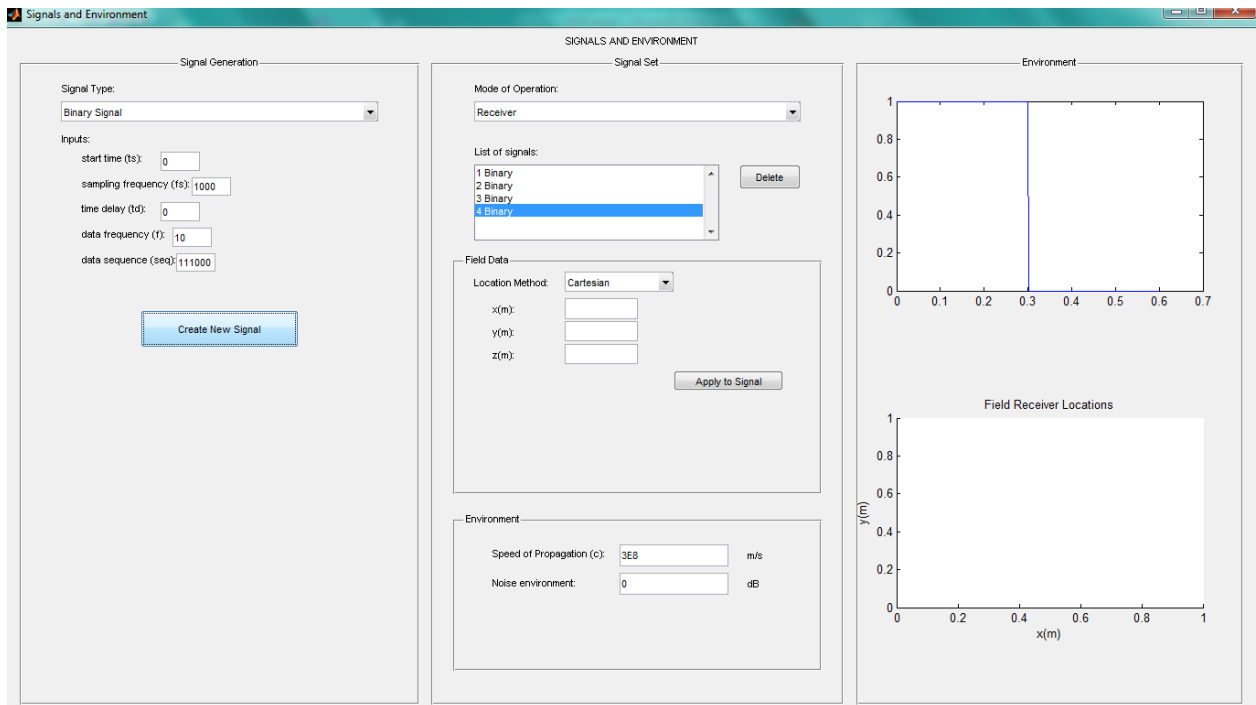 Signals and Environment
SIGNALS AND ENVIRONMENT
Signal Generation
Signal Type:
Binary Signal
Inputs:
start time (ts): 0
sampling frequency (fs): 1000
time delay (td): 0
data frequency (f): 10
data sequence (seq): 111000
Create New Signal
Signal Set
Mode of Operation:
Receiver
List of signals:
1 Binary
2 Binary
3 Binary
4 Binary
Delete
Field Data
Location Method: Cartesian
x(m):
y(m):
z(m):
Apply to Signal
Environment
Speed of Propagation (c): 3E8 m/s
Noise environment: 0 dB
Environment
1
0.8
0.6
0.4
0.2
0
0 0.1 0.2 0.3 0.4 0.5 0.6 0.7
Field Receiver Locations
1
0.8
0.6
0.4
0.2
0
y(m)
0 0.2 0.4 0.6 0.8 1
x(m)